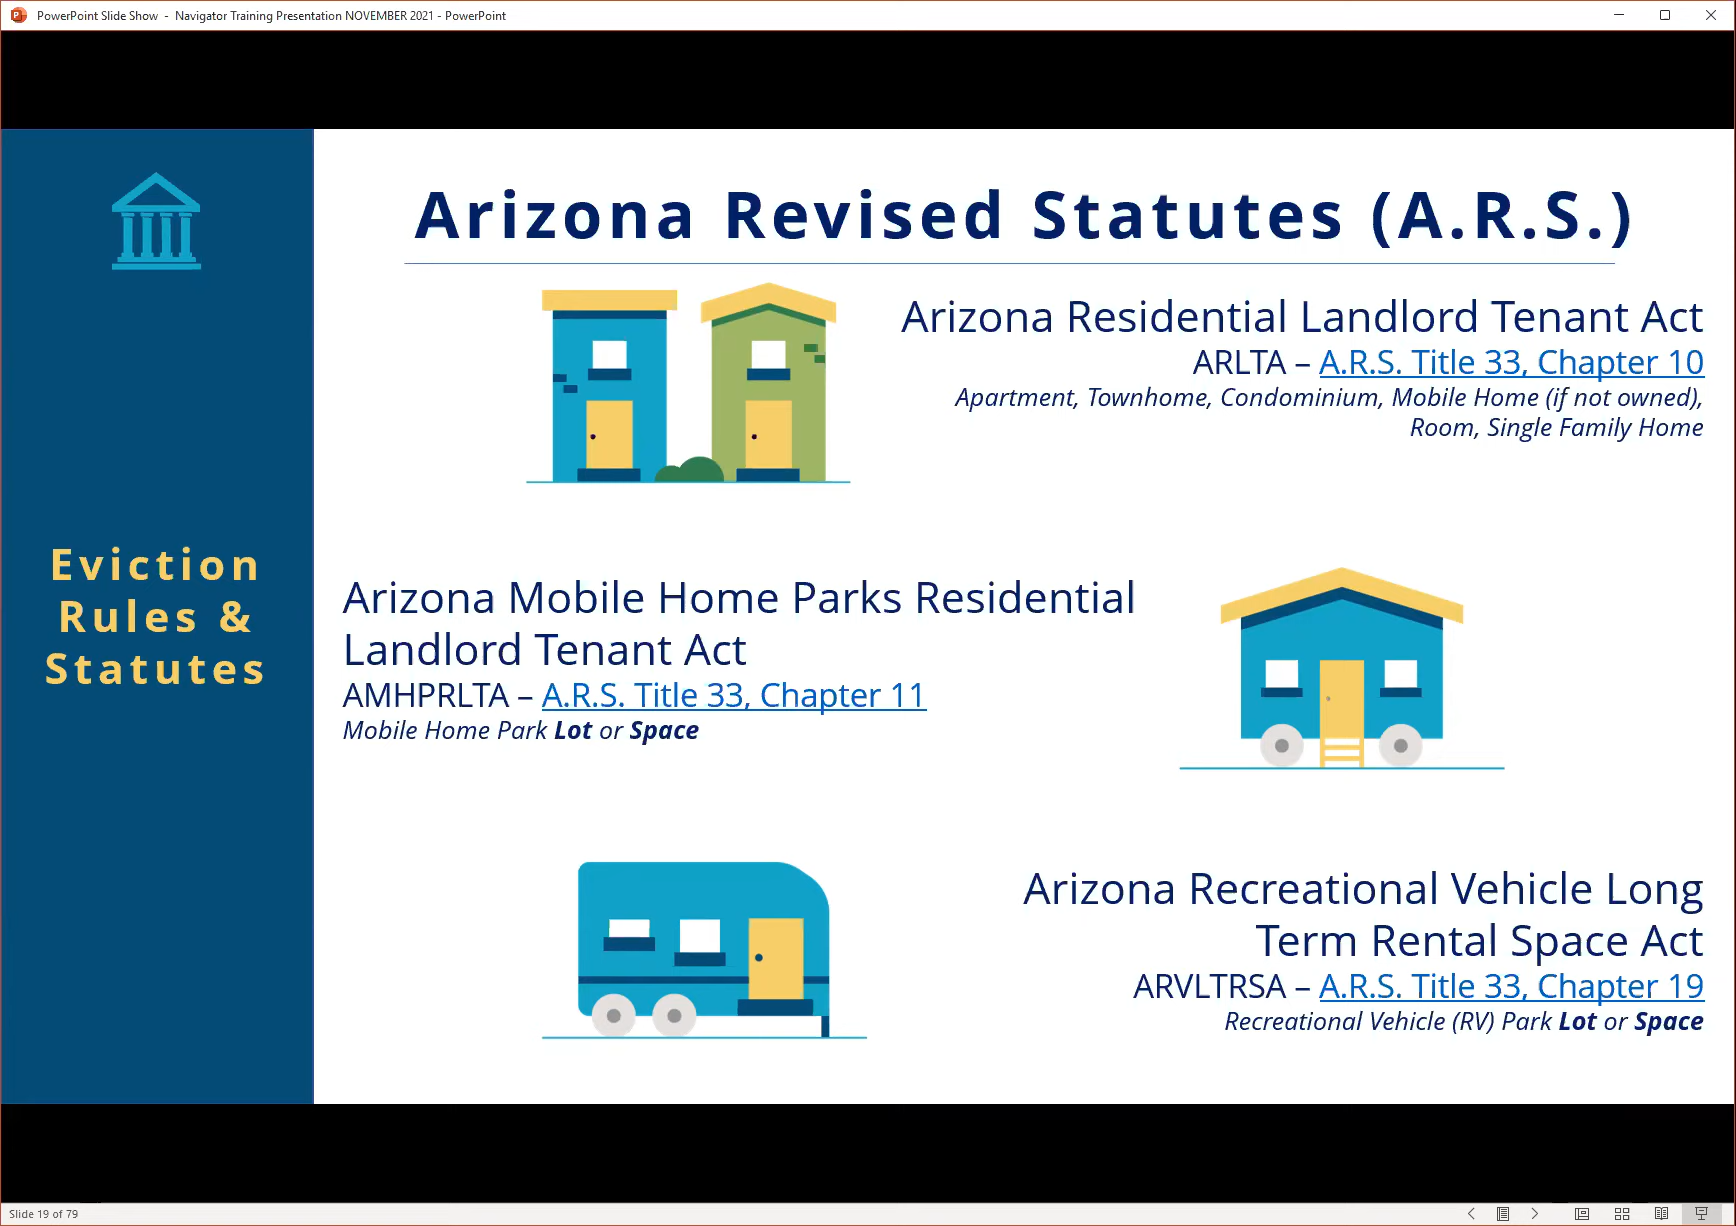 PowerPoint Slide Show - Navigator Training Presentation NOVEMBER 2021 - PowerPoint
Eviction
Rules &
Statutes
Arizona Revised Statutes (A.R.S.)
Arizona Residential Landlord Tenant Act
ARLTA – A.R.S. Title 33, Chapter 10
Apartment, Townhome, Condominium, Mobile Home (if not owned),
Room, Single Family Home
Arizona Mobile Home Parks Residential
Landlord Tenant Act
AMHPRLTA – A.R.S. Title 33, Chapter 11
Mobile Home Park Lot or Space
Arizona Recreational Vehicle Long
Term Rental Space Act
ARVLTRSA – A.R.S. Title 33, Chapter 19
Recreational Vehicle (RV) Park Lot or Space
Slide 19 of 79